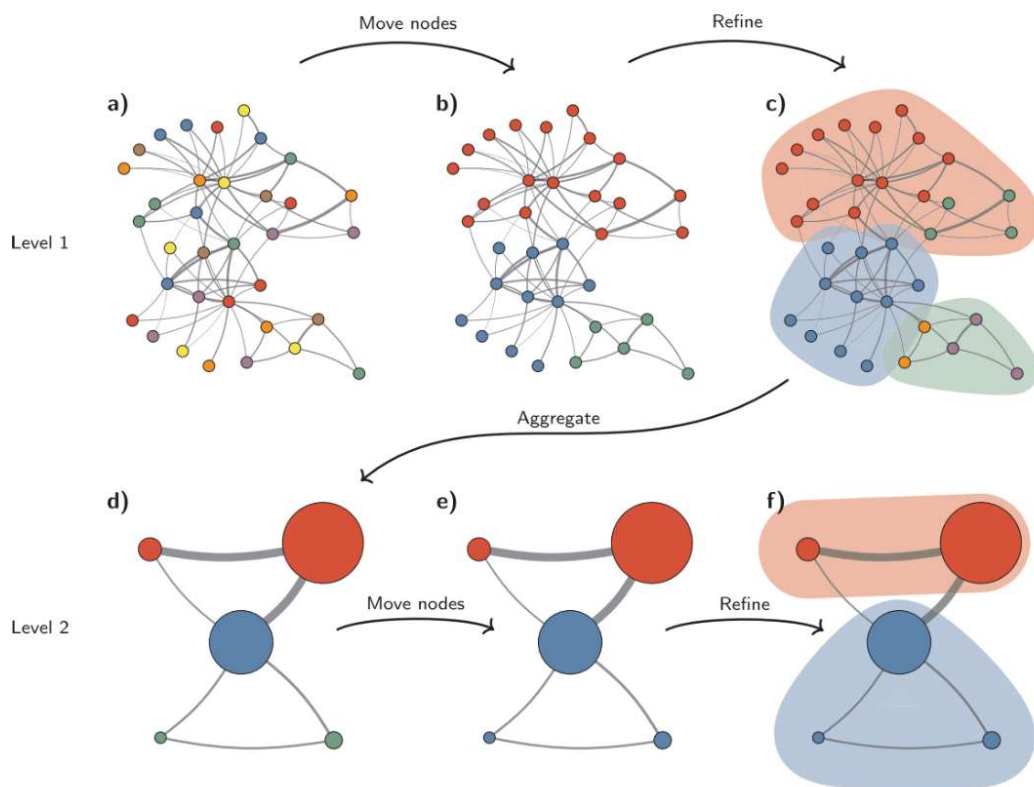 Move nodes
Refine
a)
b)
c)
Level 1
Aggregate
d)
e)
f)
Move nodes
Refine
Level 2